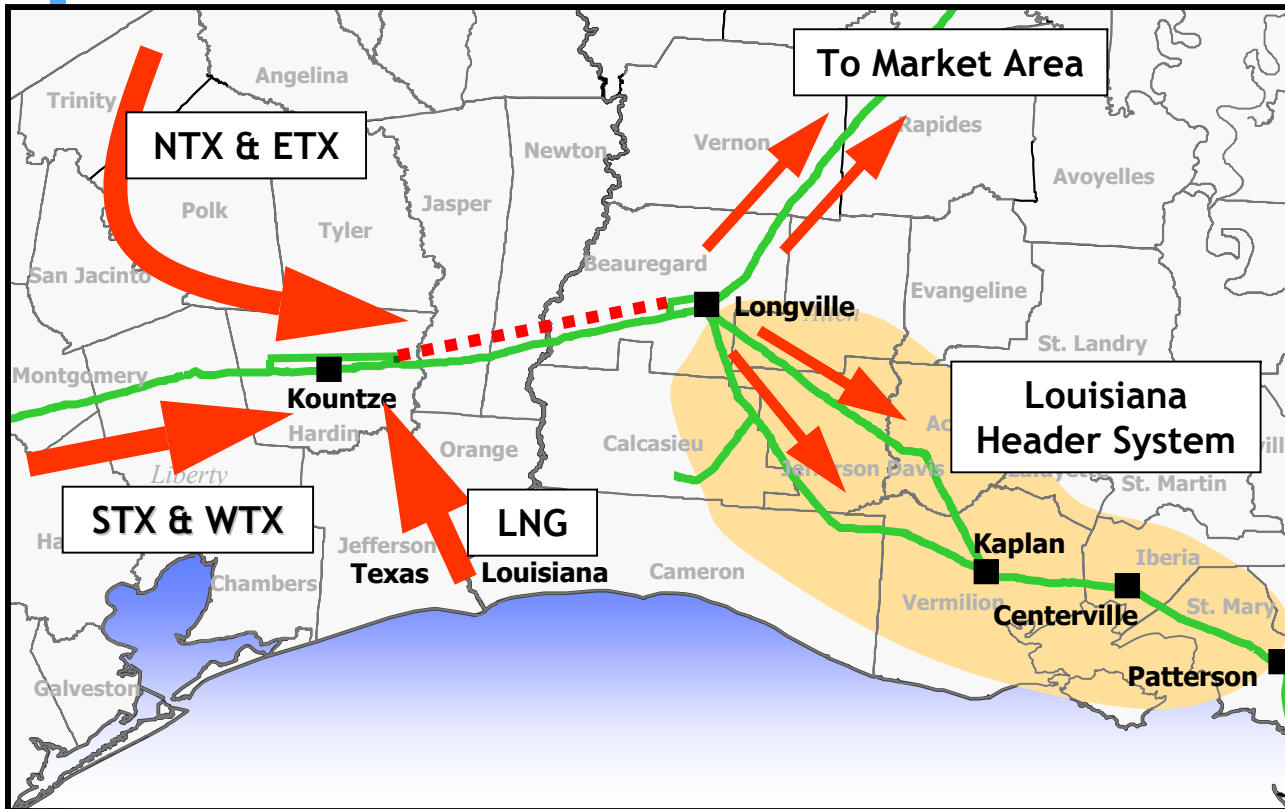 To Market Area
Angelina
Trinity
NTX & ETX
Newton
Vernon
Rapides
Avoyelles
Jasper
Polk
Tyler
San Jacinto
Beauregard
Evangeline
Longville
St. Landry
Montgomery
Kountze
Hardin
Louisiana
Header System
Orange
Calcasieu
Jefferson Davis
Liberty
St. Martin
STX & WTX
LNG
Jefferson
Texas
Louisiana
Chambers
Cameron
Kaplan
Iberia
Vermilion
Centerville
St. Mary
Patterson
Galveston